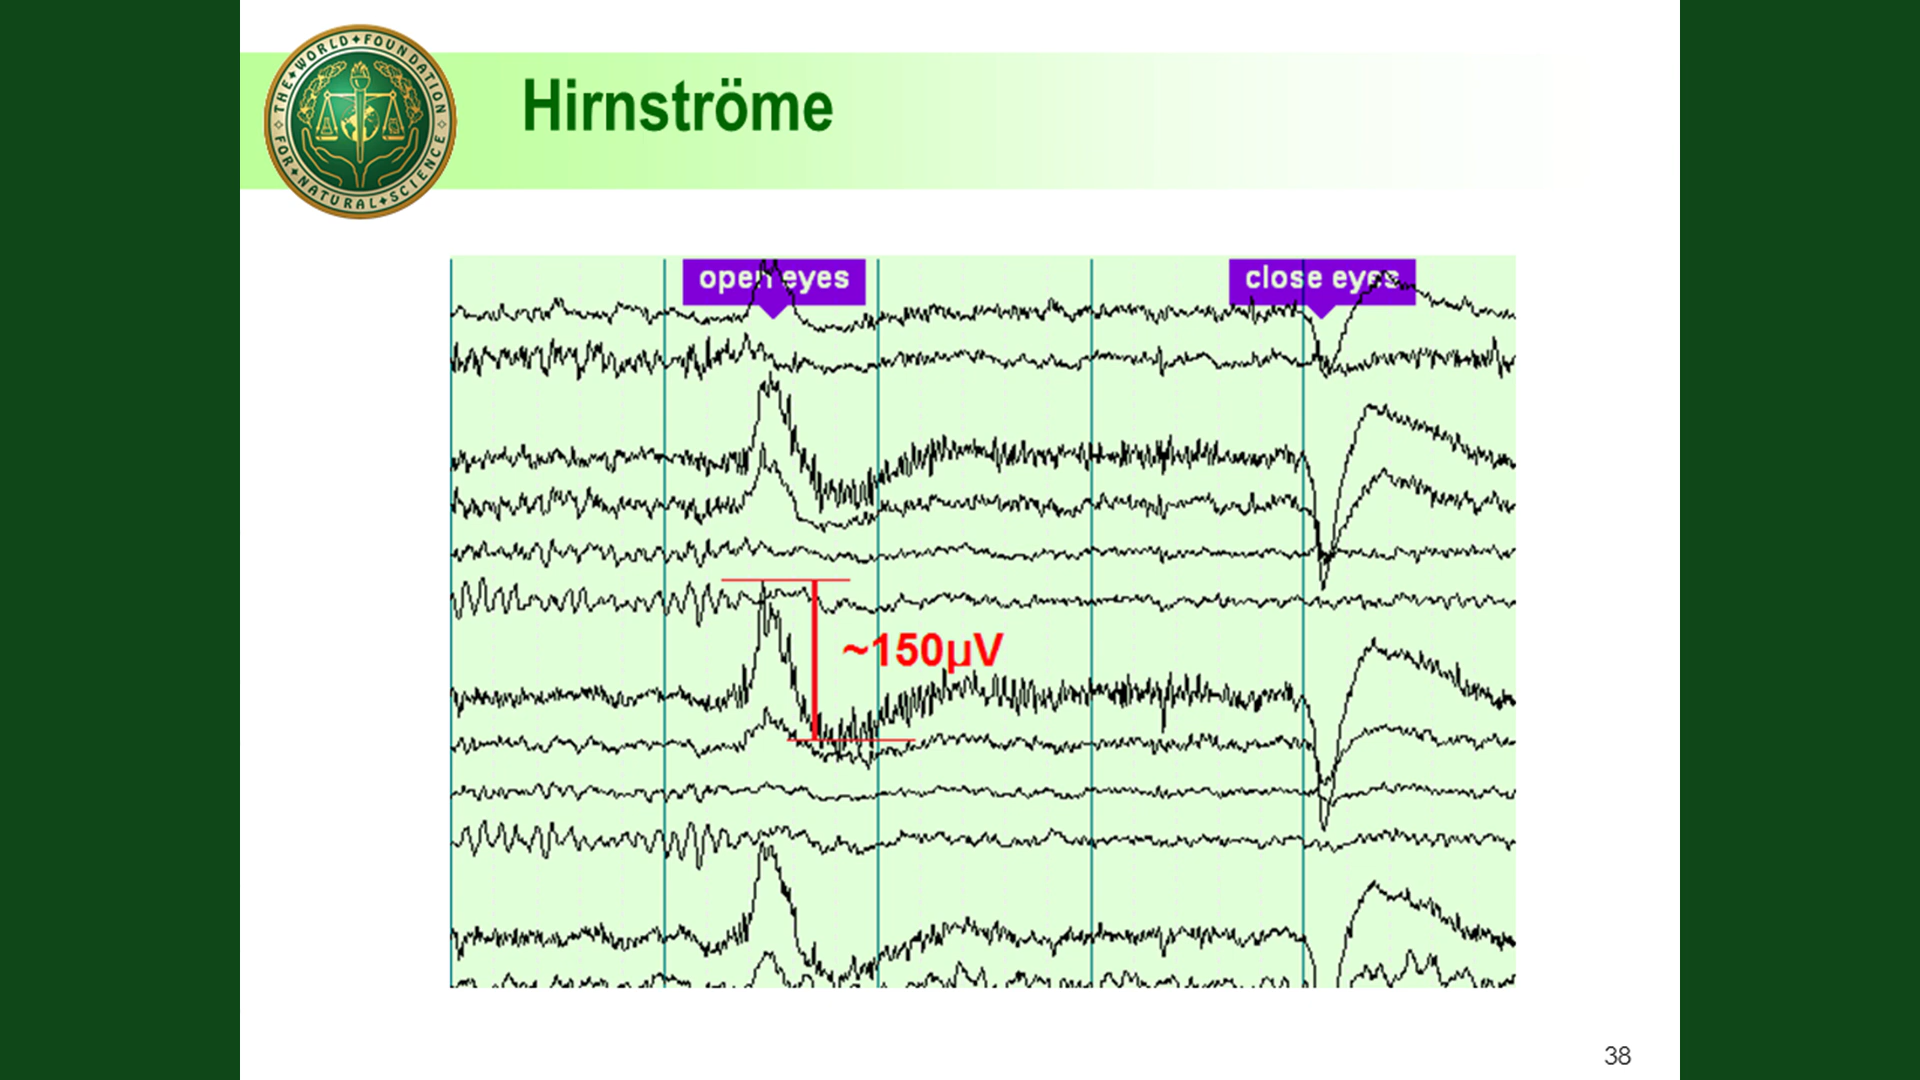 THE✦WORLD✦FOUNDATION
FOR✦NATURAL✦SCIENCE
Hirnströme
open eyes
close eyes
~150µV
38